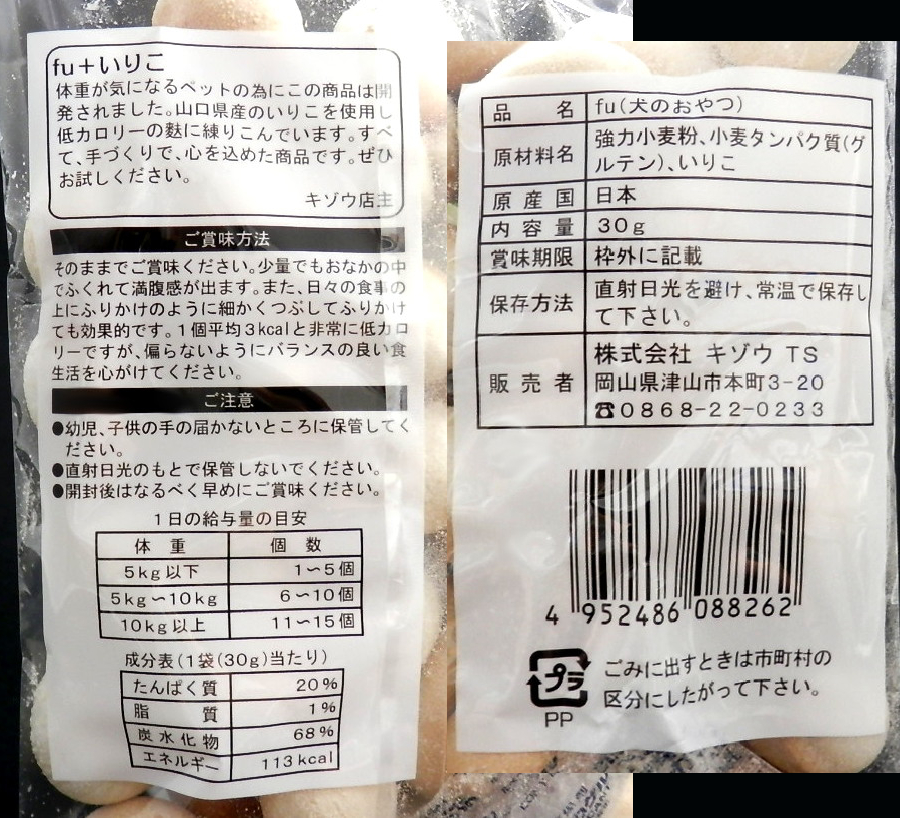 fu＋いりこ
体重が気になるペットの為にこの商品は開
発されました。山口県産のいりこを使用し
低カロリーの麩に練りこんでいます。すべ
て、手づくりで、心を込めた商品です。ぜひ
お試しください。
キゾウ店主
ご賞味方法
そのままでご賞味ください。少量でもおなかの中
でふくれて満腹感が出ます。また、日々の食事の
上にふりかけのように細かくつぶしてふりかけ
ても効果的です。1個平均3kcalと非常に低カロ
リーですが、偏らないようにバランスの良い食
生活を心がけてください。
ご注意
●幼児、子供の手の届かないところに保管してく
ださい。
●直射日光のもとで保管しないでください。
●開封後はなるべく早めにご賞味ください。
1日の給与量の目安
体 重 個 数
5kg以下 1～5個
5kg～10kg 6～10個
10kg以上 11～15個
成分表(1袋(30g)当たり)
たんぱく質 20%
脂 質 1%
炭水化物 68%
エネルギー 113kcal
品 名 fu(犬のおやつ)
原材料名 強力小麦粉、小麦タンパク質(グ
ルテン)、いりこ
原産国 日本
内容量 30g
賞味期限 枠外に記載
保存方法 直射日光を避け、常温で保存し
て下さい。
販売者 株式会社 キゾウ TS
岡山県津山市本町3-20
☎0868-22-0233
4 952486 088262
プラ
PP
ごみに出すときは市町村の
区分にしたがって下さい。